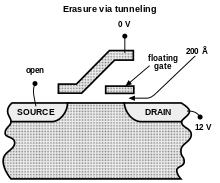 Erasure via tunneling
0 V
200 Å
floating
gate
open
SOURCE
DRAIN
12 V